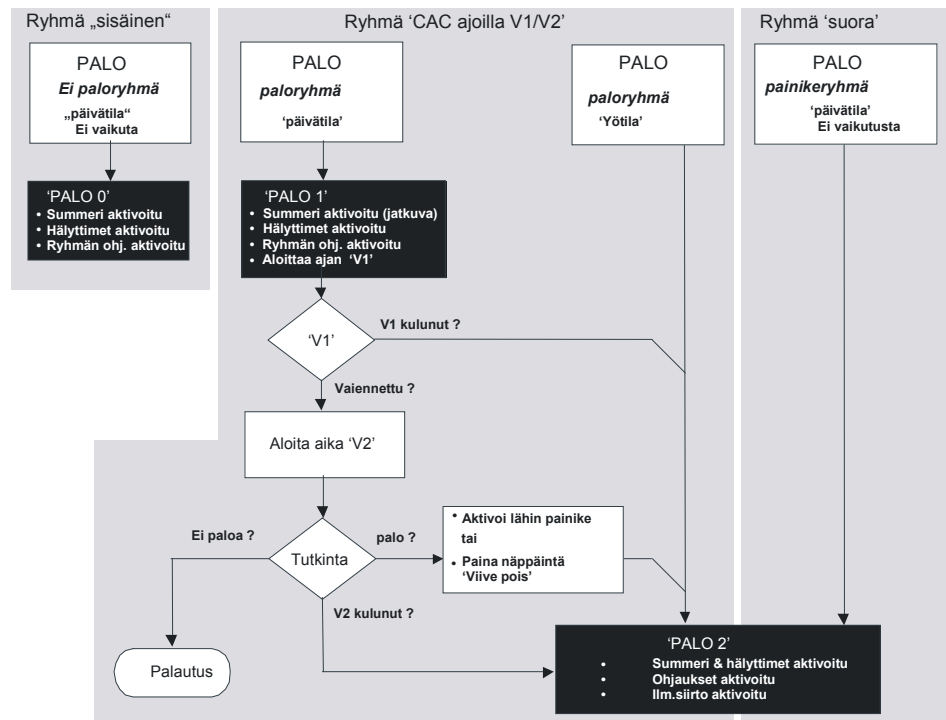 Ryhmä „sisäinen“
PALO
Ei paloryhmä
„päivätila“
Ei vaikuta
‘PALO 0’
• Summeri aktivoitu
• Hälyttimet aktivoitu
• Ryhmän ohj. aktivoitu
Ryhmä ‘CAC ajoilla V1/V2’
PALO
paloryhmä
‘päivätila’
PALO
paloryhmä
‘Yötila’
‘PALO 1’
• Summeri aktivoitu (jatkuva)
• Hälyttimet aktivoitu
• Ryhmän ohj. aktivoitu
• Aloittaa ajan ‘V1’
‘V1’
V1 kulunut ?
Vaiennettu ?
Aloita aika ‘V2’
Ei paloa ?
Tutkinta
palo ?
• Aktivoi lähin painike
tai
• Paina näppäintä
‘Viive pois’
V2 kulunut ?
Palautus
Ryhmä ‘suora’
PALO
painikeryhmä
‘päivätila’
Ei vaikutusta
‘PALO 2’
• Summeri & hälyttimet aktivoitu
• Ohjaukset aktivoitu
• Ilm.siirto aktivoitu